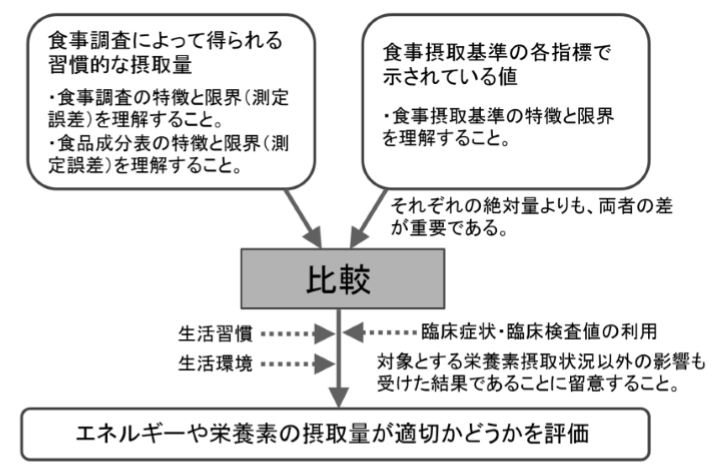 食事調査によって得られる
習慣的な摂取量
・食事調査の特徴と限界(測定
誤差)を理解すること。
・食品成分表の特徴と限界(測
定誤差)を理解すること。
食事摂取基準の各指標で
示されている値
・食事摂取基準の特徴と限界
を理解すること。
それぞれの絶対量よりも、両者の差
が重要である。
比較
生活習慣
生活環境
臨床症状・臨床検査値の利用
対象とする栄養素摂取状況以外の影響も
受けた結果であることに留意すること。
エネルギーや栄養素の摂取量が適切かどうかを評価